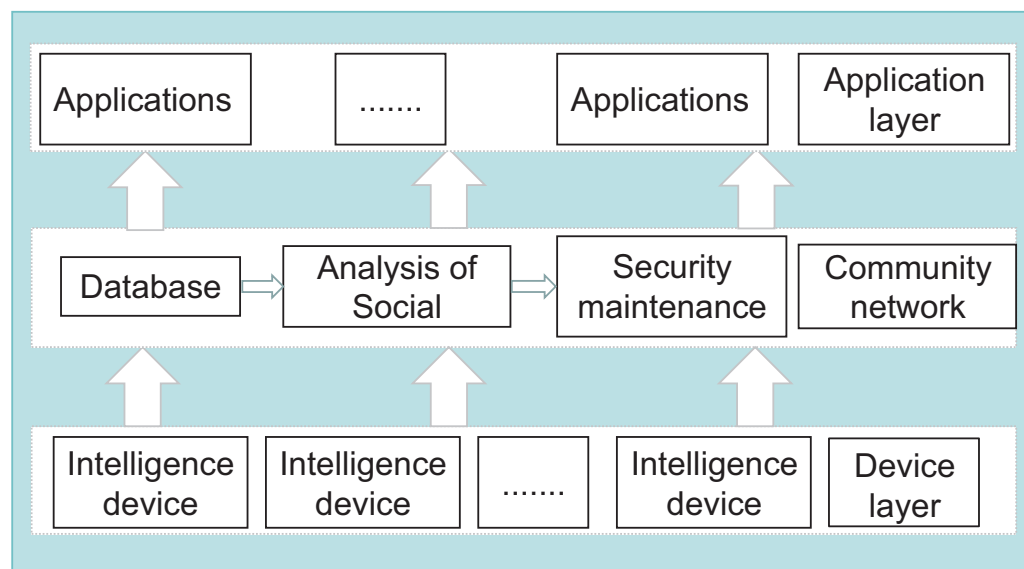 Applications
.......
Applications
Application
layer
Database
Analysis of
Social
Security
maintenance
Community
network
Intelligence
device
Intelligence
device
.......
Intelligence
device
Device
layer